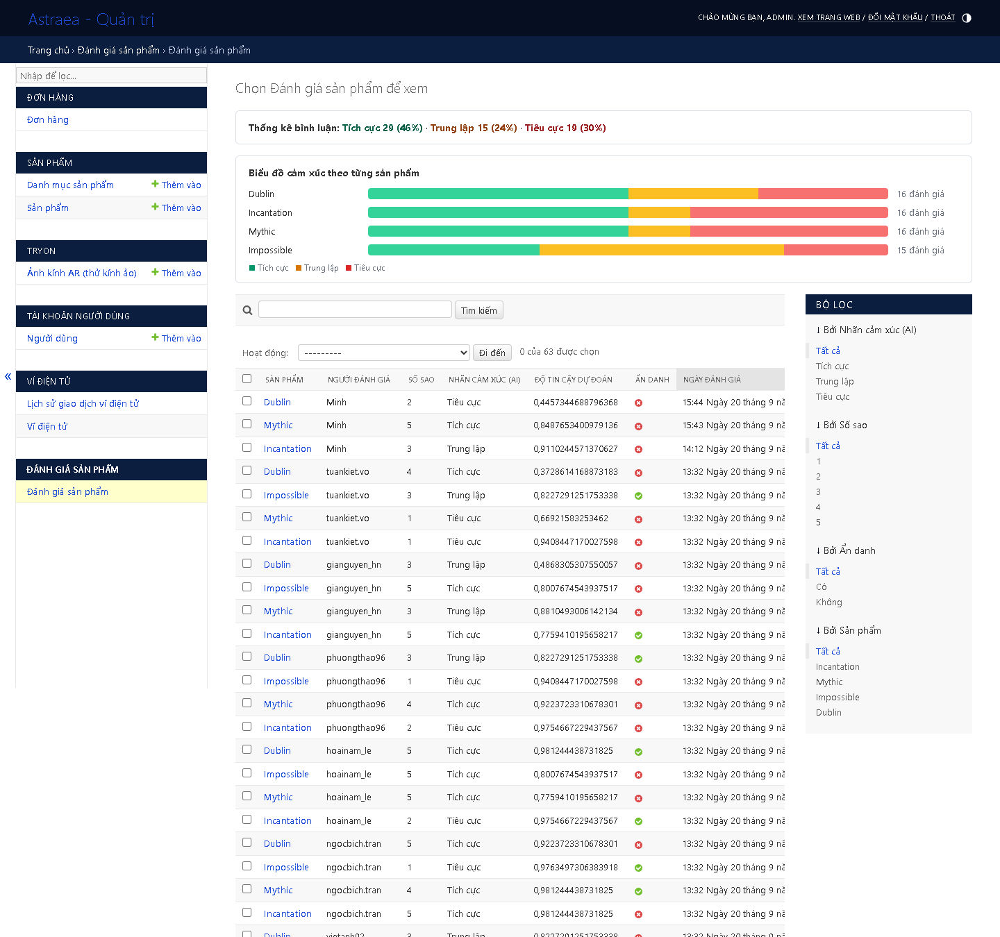 Astraea - Quản trị
CHÀO MỪNG BẠN, ADMIN. XEM TRANG WEB / ĐỔI MẬT KHẨU / THOÁT
Trang chủ › Đánh giá sản phẩm › Đánh giá sản phẩm
Nhập để lọc...
ĐƠN HÀNG
Đơn hàng
SẢN PHẨM
Danh mục sản phẩm Thêm vào
Sản phẩm Thêm vào
TRYON
Ảnh kính AR (thử kính ảo) Thêm vào
TÀI KHOẢN NGƯỜI DÙNG
Người dùng Thêm vào
«
VÍ ĐIỆN TỬ
Lịch sử giao dịch ví điện tử
Ví điện tử
ĐÁNH GIÁ SẢN PHẨM
Đánh giá sản phẩm
Chọn Đánh giá sản phẩm để xem
Thống kê bình luận: Tích cực 29 (46%) · Trung lập 15 (24%) · Tiêu cực 19 (30%)
Biểu đồ cảm xúc theo từng sản phẩm
Dublin 16 đánh giá
Incantation 16 đánh giá
Mythic 16 đánh giá
Impossible 15 đánh giá
Tích cực Trung lập Tiêu cực
Tìm kiếm
Hoạt động: --------- Đi đến 0 của 63 được chọn
SẢN PHẨM NGƯỜI ĐÁNH GIÁ SỐ SAO NHÃN CẢM XÚC (AI) ĐỘ TIN CẬY DỰ ĐOÁN ẨN DANH NGÀY ĐÁNH GIÁ
Dublin Minh 2 Tiêu cực 0,4457344688796368 15:44 Ngày 20 tháng 9 nă
Mythic Minh 5 Tích cực 0,8487653400979136 15:43 Ngày 20 tháng 9 nă
Incantation Minh 3 Trung lập 0,9110244571370627 14:12 Ngày 20 tháng 9 nă
Dublin tuankiet.vo 4 Tích cực 0,3728614168873183 13:32 Ngày 20 tháng 9 nă
Impossible tuankiet.vo 3 Trung lập 0,8227291251753338 13:32 Ngày 20 tháng 9 nă
Mythic tuankiet.vo 1 Tiêu cực 0,66921583253462 13:32 Ngày 20 tháng 9 nă
Incantation tuankiet.vo 1 Tiêu cực 0,9408447170027598 13:32 Ngày 20 tháng 9 nă
Dublin gianguyen_hn 3 Trung lập 0,4868305307550057 13:32 Ngày 20 tháng 9 nă
Impossible gianguyen_hn 5 Tích cực 0,8007674543937517 13:32 Ngày 20 tháng 9 nă
Mythic gianguyen_hn 3 Trung lập 0,8810493006142134 13:32 Ngày 20 tháng 9 nă
Incantation gianguyen_hn 5 Tích cực 0,7759410195658217 13:32 Ngày 20 tháng 9 nă
Dublin phuongthao96 3 Trung lập 0,8227291251753338 13:32 Ngày 20 tháng 9 nă
Impossible phuongthao96 1 Tiêu cực 0,9408447170027598 13:32 Ngày 20 tháng 9 nă
Mythic phuongthao96 4 Tích cực 0,9223723310678301 13:32 Ngày 20 tháng 9 nă
Incantation phuongthao96 2 Tiêu cực 0,9754667229437567 13:32 Ngày 20 tháng 9 nă
Dublin hoainam_le 5 Tích cực 0,981244438731825 13:32 Ngày 20 tháng 9 nă
Impossible hoainam_le 5 Tích cực 0,8007674543937517 13:32 Ngày 20 tháng 9 nă
Mythic hoainam_le 5 Tích cực 0,7759410195658217 13:32 Ngày 20 tháng 9 nă
Incantation hoainam_le 2 Tiêu cực 0,9754667229437567 13:32 Ngày 20 tháng 9 nă
Dublin ngocbich.tran 5 Tích cực 0,9223723310678301 13:32 Ngày 20 tháng 9 nă
Impossible ngocbich.tran 1 Tiêu cực 0,9763497306383918 13:32 Ngày 20 tháng 9 nă
Mythic ngocbich.tran 4 Tích cực 0,981244438731825 13:32 Ngày 20 tháng 9 nă
Incantation ngocbich.tran 5 Tích cực 0,981244438731825 13:32 Ngày 20 tháng 9 nă
Dublin vietanh92 3 Trung lập 0,8227291251753338 13:32 Ngày 20 tháng 9 nă
BỘ LỌC
↓ Bởi Nhãn cảm xúc (AI)
Tất cả
Tích cực
Trung lập
Tiêu cực
↓ Bởi Số sao
Tất cả
1
2
3
4
5
↓ Bởi Ẩn danh
Tất cả
Có
Không
↓ Bởi Sản phẩm
Tất cả
Incantation
Mythic
Impossible
Dublin